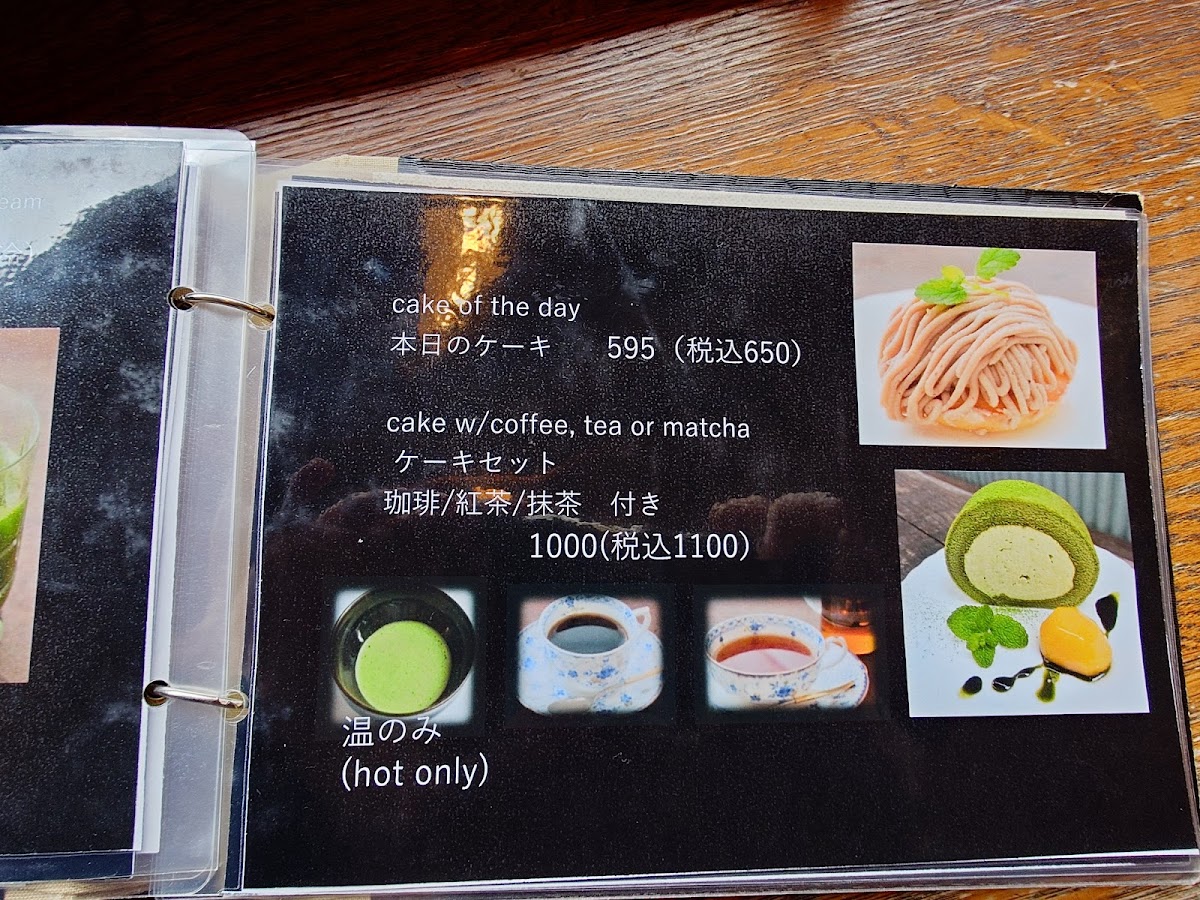 cake of the day
本日のケーキ 595（税込650）
cake w/coffee, tea or matcha
ケーキセット
珈琲/紅茶/抹茶 付き
1000(税込1100)
温のみ
(hot only)